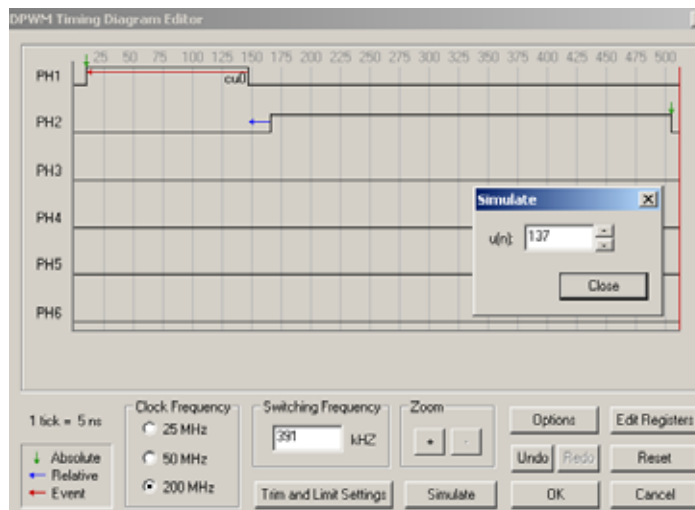 DPWM Timing Diagram Editor
25 50 75 100 125 150 175 200 225 250 275 300 325 350 375 400 425 450 475 500
PH1
cu0
PH2
PH3
PH4
PH5
PH6
Simulate
u(n): 137
Close
1 tick = 5 ns
Absolute
Relative
Event
Clock Frequency
25 MHz
50 MHz
200 MHz
Switching Frequency
391 kHZ
Trim and Limit Settings
Zoom
+ -
Simulate
Options
Edit Registers
Undo
Redo
Reset
OK
Cancel